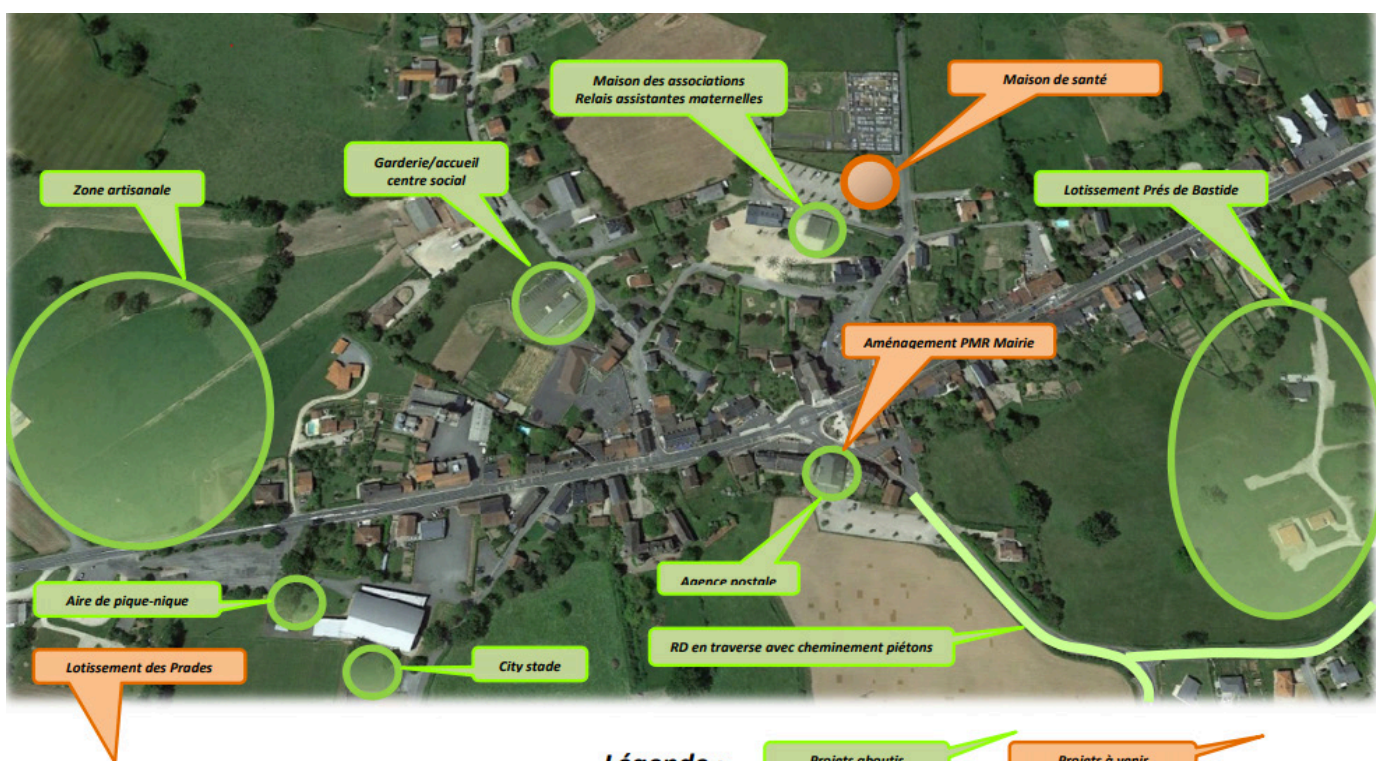 Maison des associations
Relais assistantes maternelles
Maison de santé
Garderie/accueil
centre social
Zone artisanale
Lotissement Prés de Bastide
Aménagement PMR Mairie
Agence postale
Aire de pique-nique
RD en traverse avec cheminement piétons
City stade
Lotissement des Prades
Légende :
Projets aboutir
Projets à venir